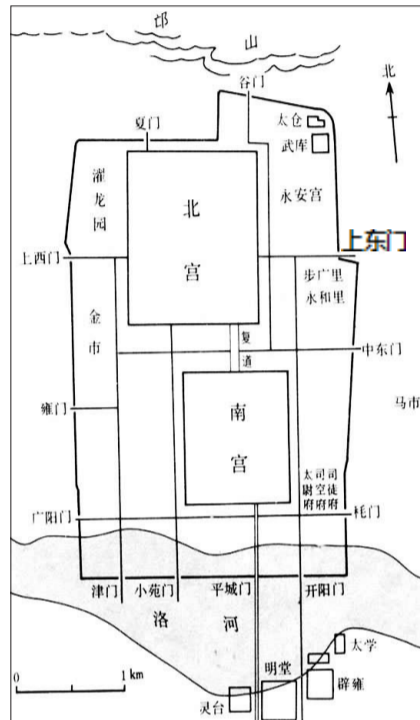 邙山
北
谷门
夏门
太仓
武库
濯龙园
北宫
永安宫
上东门
上西门
步广里
永和里
金市
复道
中东门
马市
雍门
南宫
太尉府
司空府
司徒府
广阳门
耗门
津门
小苑门
平城门
开阳门
洛河
太学
明堂
辟雍
灵台
0
1 km